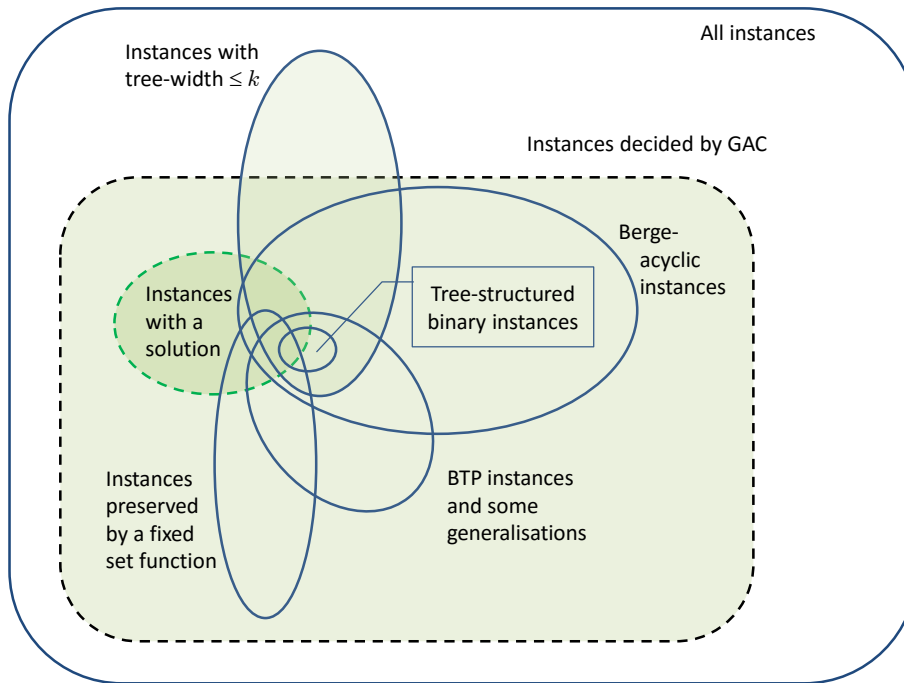 All instances
Instances with
tree-width ≤ k
Instances decided by GAC
Berge-
acyclic
instances
Instances
with a
solution
Tree-structured
binary instances
Instances
preserved
by a fixed
set function
BTP instances
and some
generalisations